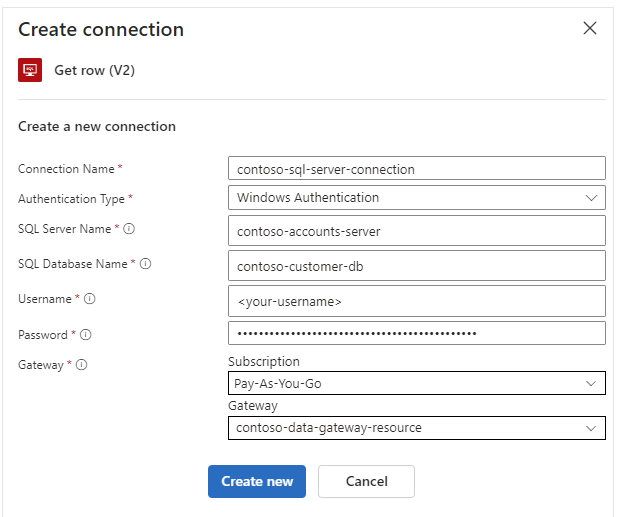 Create connection
SQL
Get row (V2)
Create a new connection
Connection Name * contoso-sql-server-connection
Authentication Type * Windows Authentication
SQL Server Name * contoso-accounts-server
SQL Database Name * contoso-customer-db
Username * <your-username>
Password * ••••••••••••••••••••••••••••••••••••••••••••
Gateway * Subscription
Pay-As-You-Go
Gateway
contoso-data-gateway-resource
Create new Cancel